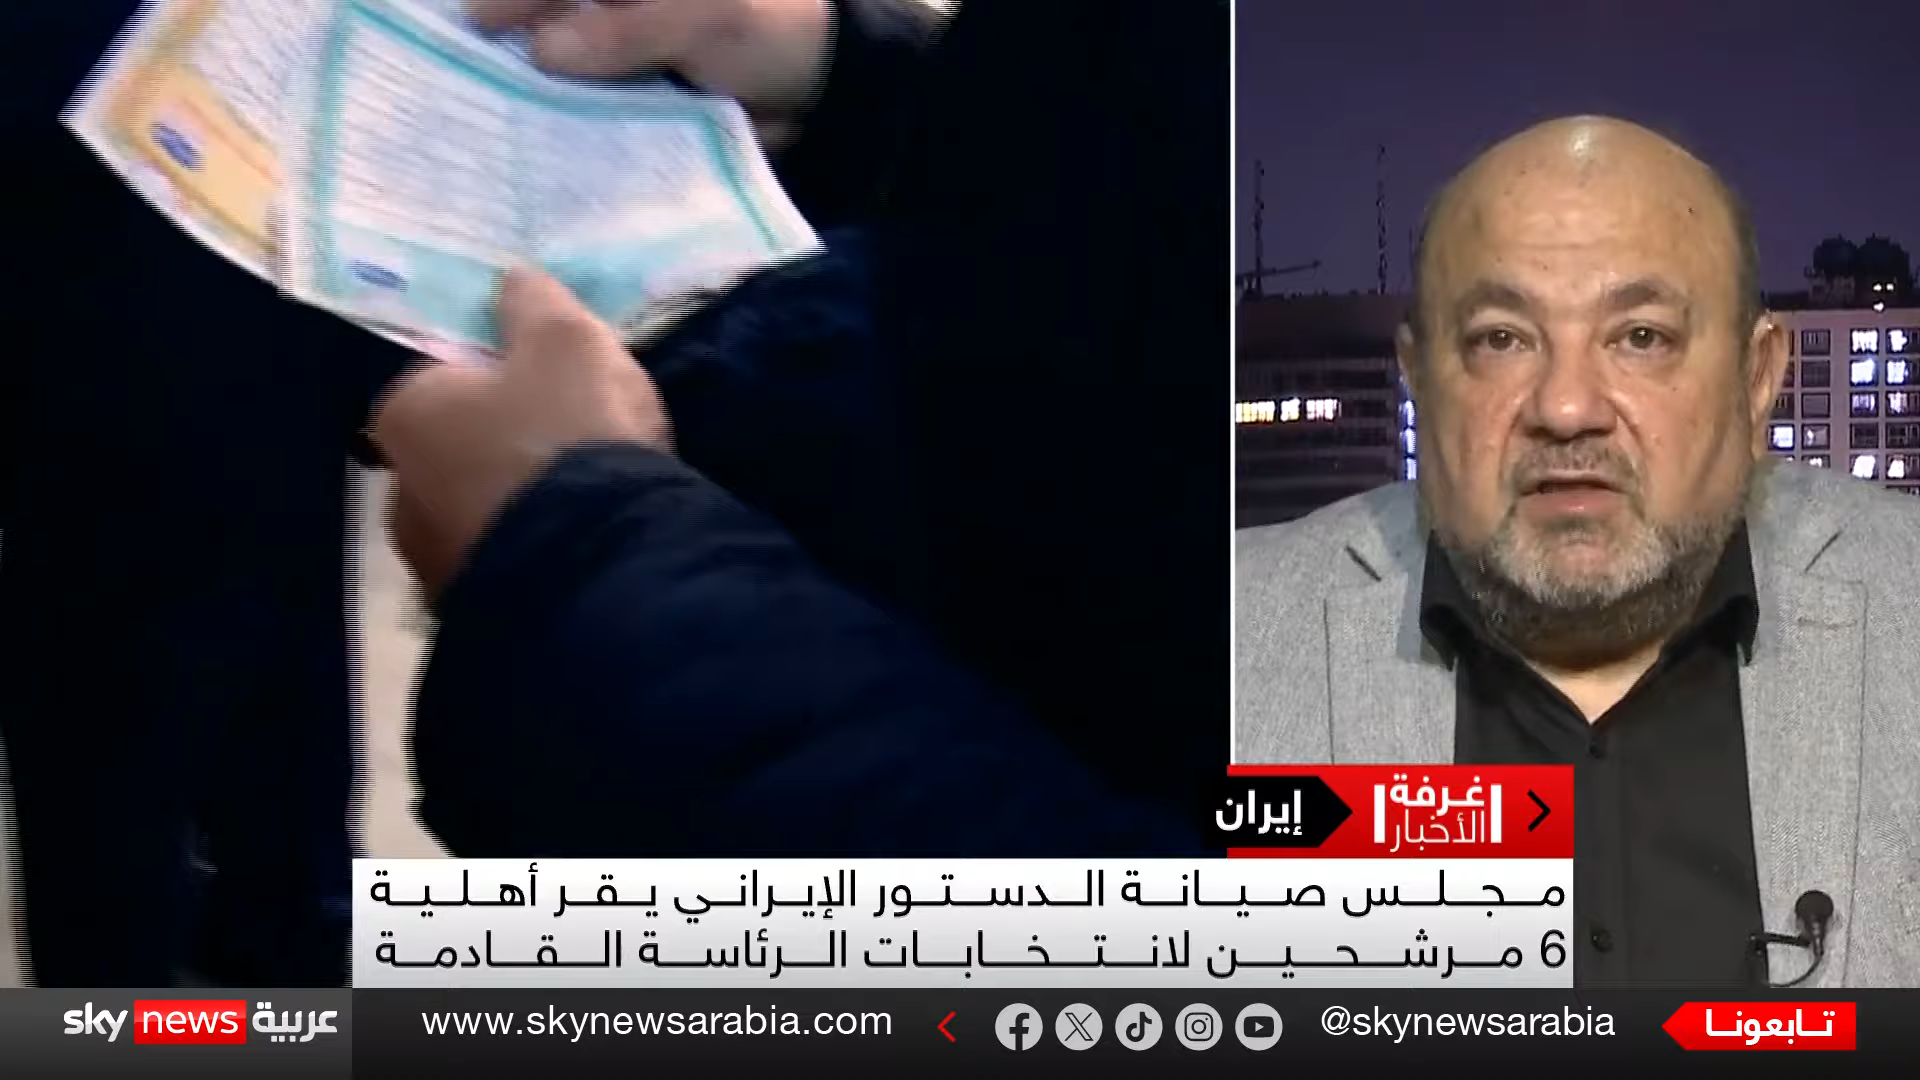 إيران
غرفة
الأخبار
مجلس صيانة الدستور الإيراني يقر أهلية
6 مرشحين لانتخابات الرئاسة القادمة
sky news عربية
www.skynewsarabia.com
@skynewsarabia
تابعونا